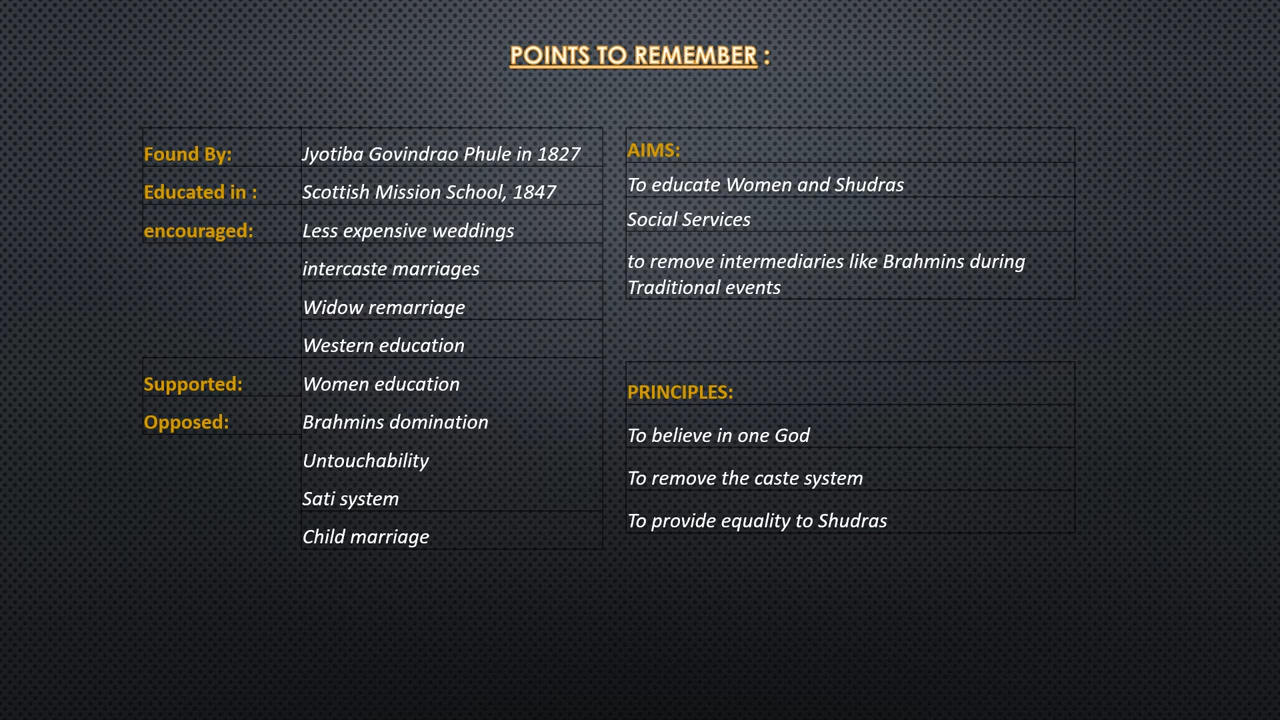 POINTS TO REMEMBER :
Found By: Jyotiba Govindrao Phule in 1827
Educated in : Scottish Mission School, 1847
encouraged: Less expensive weddings
intercaste marriages
Widow remarriage
Western education
Supported: Women education
Opposed: Brahmins domination
Untouchability
Sati system
Child marriage
AIMS:
To educate Women and Shudras
Social Services
to remove intermediaries like Brahmins during
Traditional events
PRINCIPLES:
To believe in one God
To remove the caste system
To provide equality to Shudras